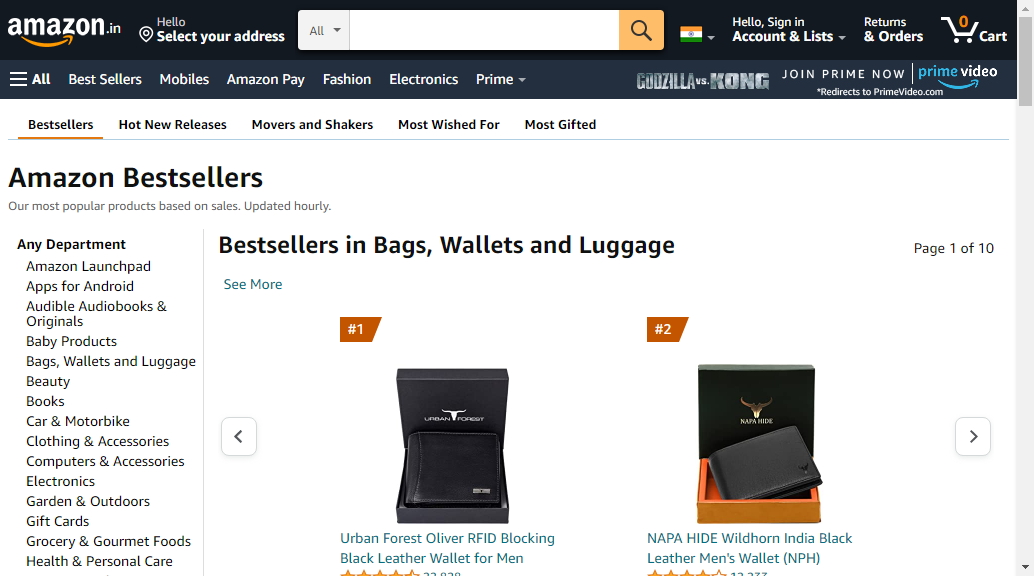 amazon.in
Hello
Select your address
All
Hello, Sign in
Account & Lists
Returns
& Orders
0
Cart
All
Best Sellers
Mobiles
Amazon Pay
Fashion
Electronics
Prime
GODZILLA VS. KONG
JOIN PRIME NOW
prime video
*Redirects to PrimeVideo.com
Bestsellers
Hot New Releases
Movers and Shakers
Most Wished For
Most Gifted
Amazon Bestsellers
Our most popular products based on sales. Updated hourly.
Any Department
Amazon Launchpad
Apps for Android
Audible Audiobooks &
Originals
Baby Products
Bags, Wallets and Luggage
Beauty
Books
Car & Motorbike
Clothing & Accessories
Computers & Accessories
Electronics
Garden & Outdoors
Gift Cards
Grocery & Gourmet Foods
Health & Personal Care
Bestsellers in Bags, Wallets and Luggage
Page 1 of 10
See More
#1
URBAN FOREST
Urban Forest Oliver RFID Blocking
Black Leather Wallet for Men
#2
NAPA HIDE
NAPA HIDE Wildhorn India Black
Leather Men's Wallet (NPH)